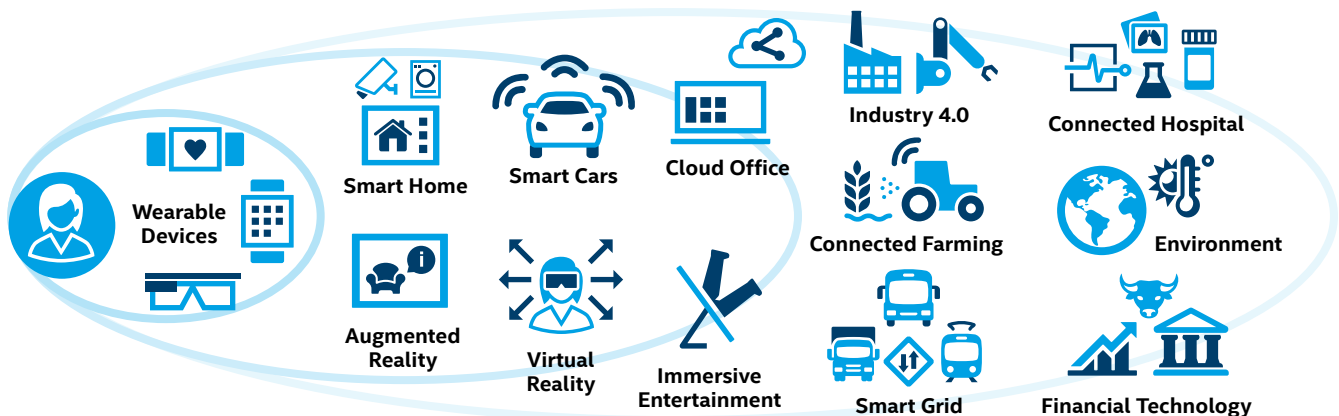 Wearable
Devices
Smart Home
Smart Cars
Cloud Office
Industry 4.0
Connected Hospital
Augmented
Reality
Virtual
Reality
Immersive
Entertainment
Connected Farming
Environment
Smart Grid
Financial Technology
i